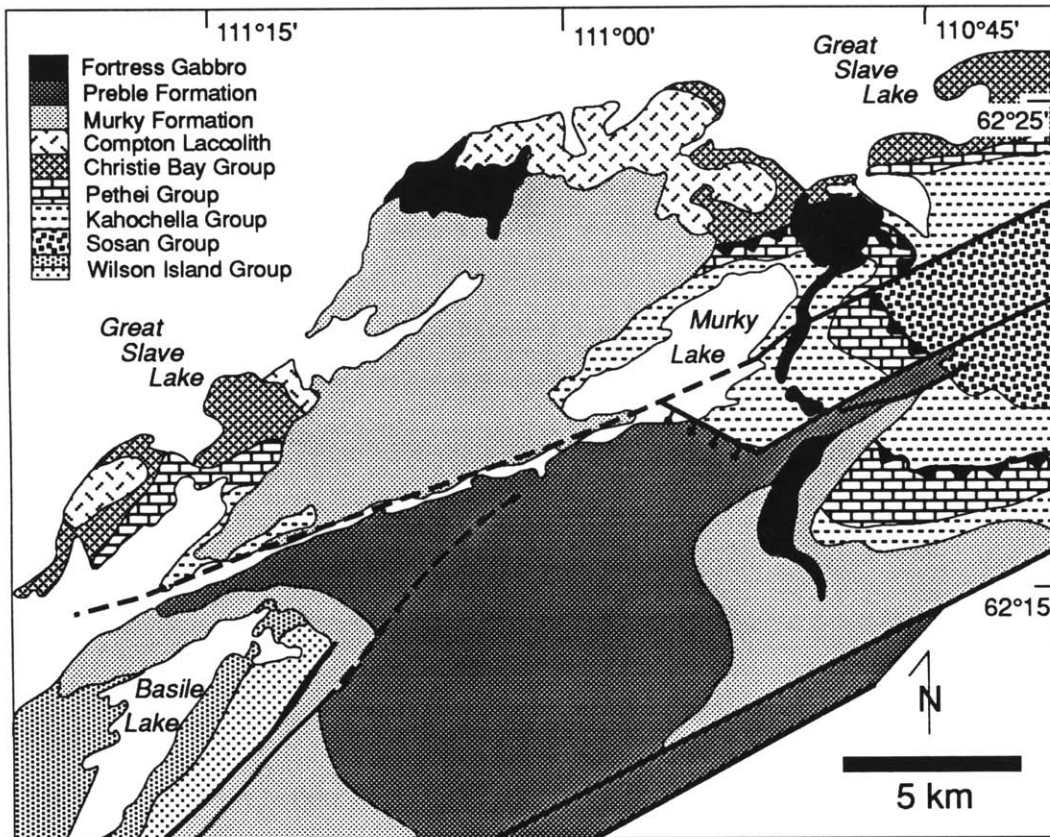 111°15'
111°00'
110°45'
Great
Slave
Lake
62°25'
Fortress Gabbro
Preble Formation
Murky Formation
Compton Laccolith
Christie Bay Group
Pethei Group
Kahochella Group
Sosan Group
Wilson Island Group
Great
Slave
Lake
Murky
Lake
62°15'
Basile
Lake
N
5 km